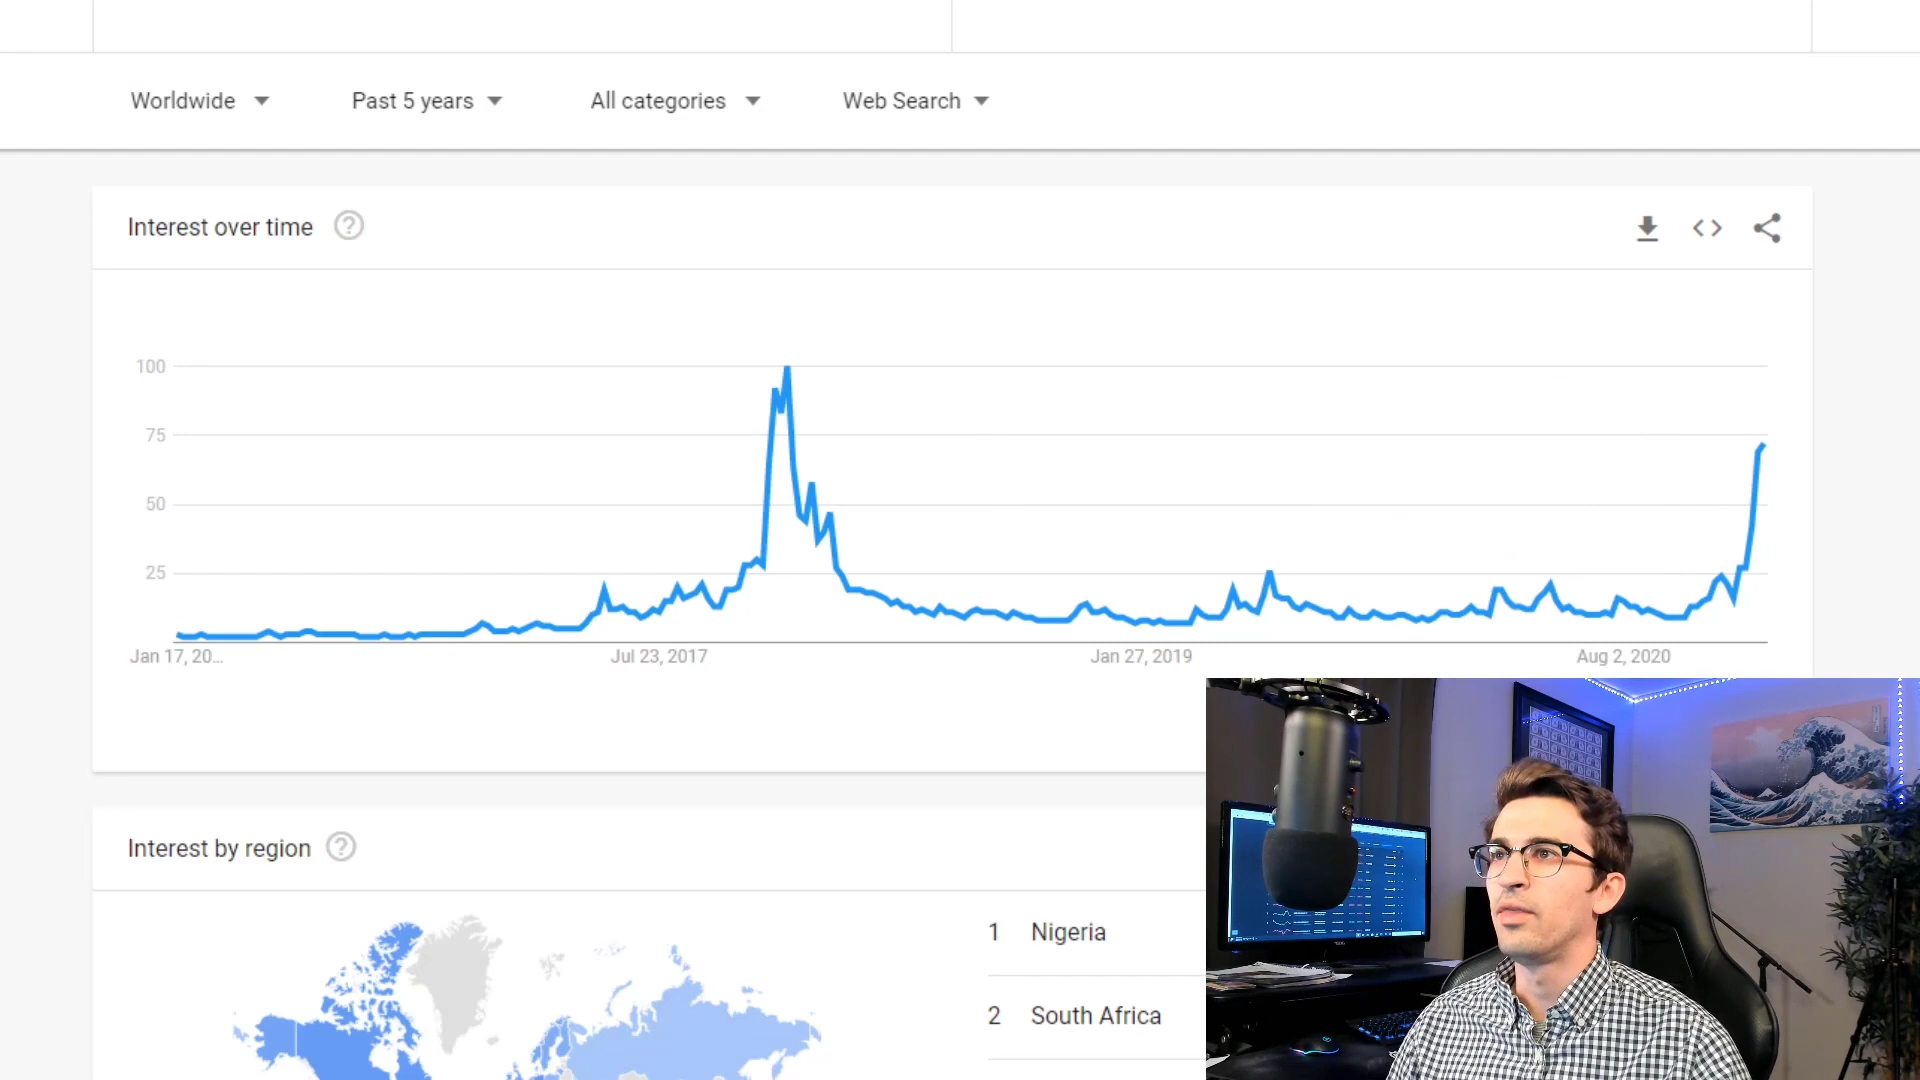 Worldwide
Past 5 years
All categories
Web Search
Interest over time
100
75
50
25
Jan 17, 20...
Jul 23, 2017
Jan 27, 2019
Aug 2, 2020
Interest by region
1 Nigeria
2 South Africa